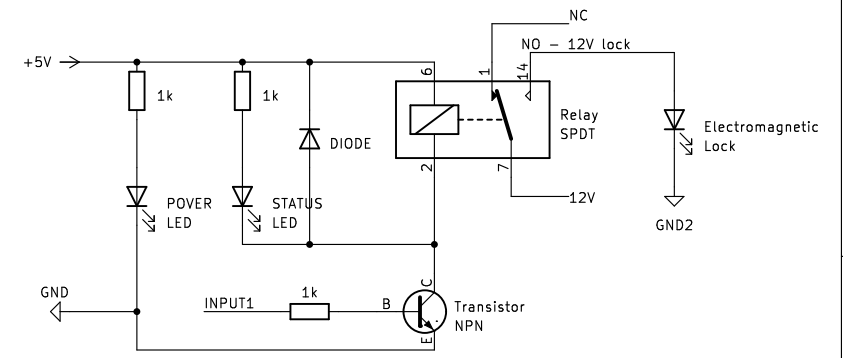 NC
NO - 12V lock
+5V
6
1
14
1k
1k
Relay
SPDT
Electromagnetic
Lock
DIODE
2
7
POVER
LED
STATUS
LED
12V
GND2
C
GND
INPUT1
1k
B
Transistor
NPN
E